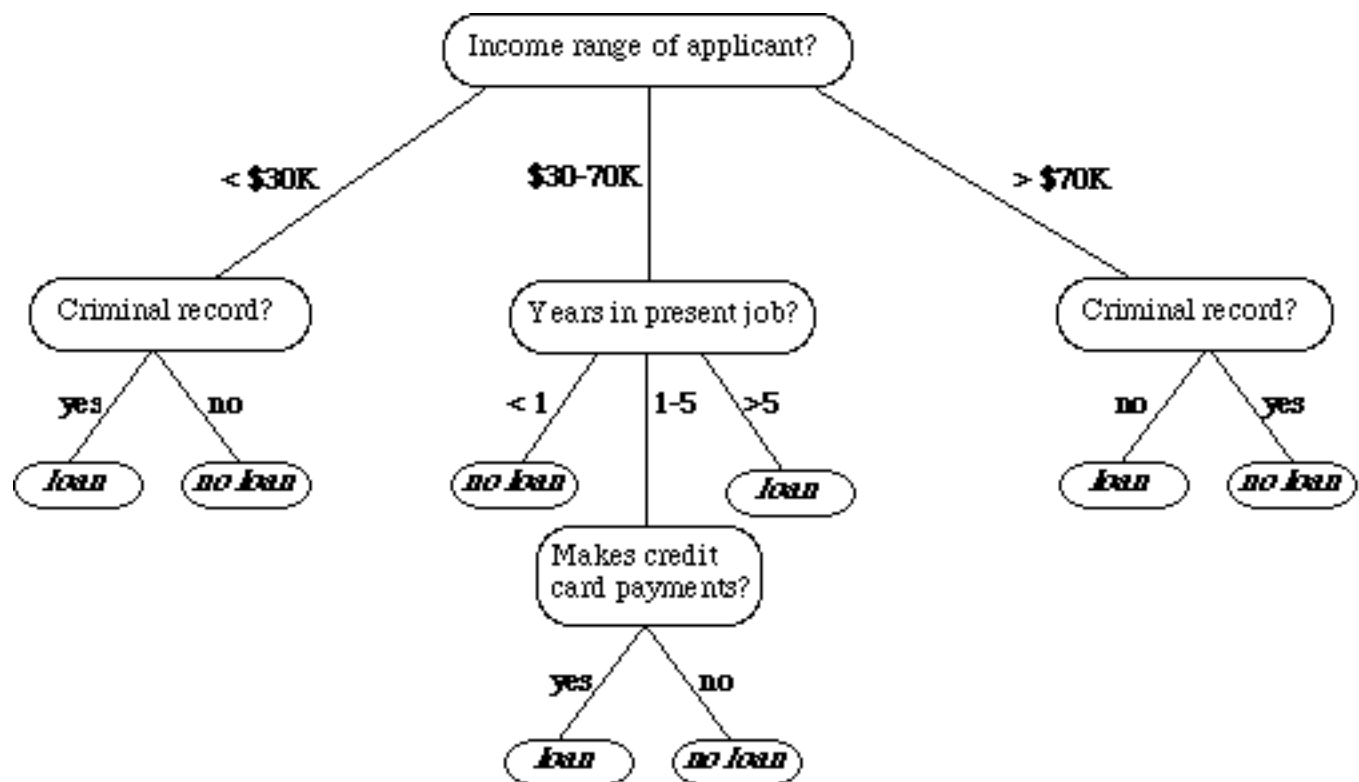 Income range of applicant?
< $30K
$30-70K
> $70K
Criminal record?
Years in present job?
Criminal record?
yes
no
< 1
1-5
>5
no
yes
loan
no loan
no loan
loan
loan
no loan
Makes credit
card payments?
yes
no
loan
no loan